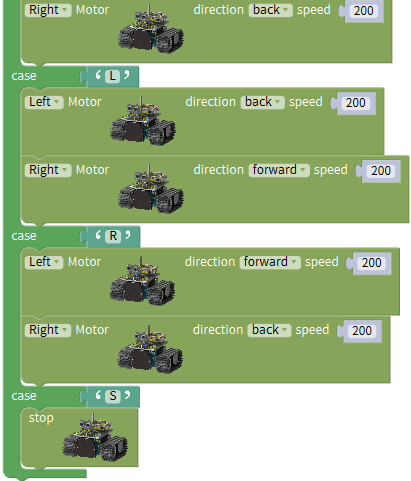 Right Motor direction back speed 200
case “ L ”
Left Motor direction back speed 200
Right Motor direction forward speed 200
case “ R ”
Left Motor direction forward speed 200
Right Motor direction back speed 200
case “ S ”
stop